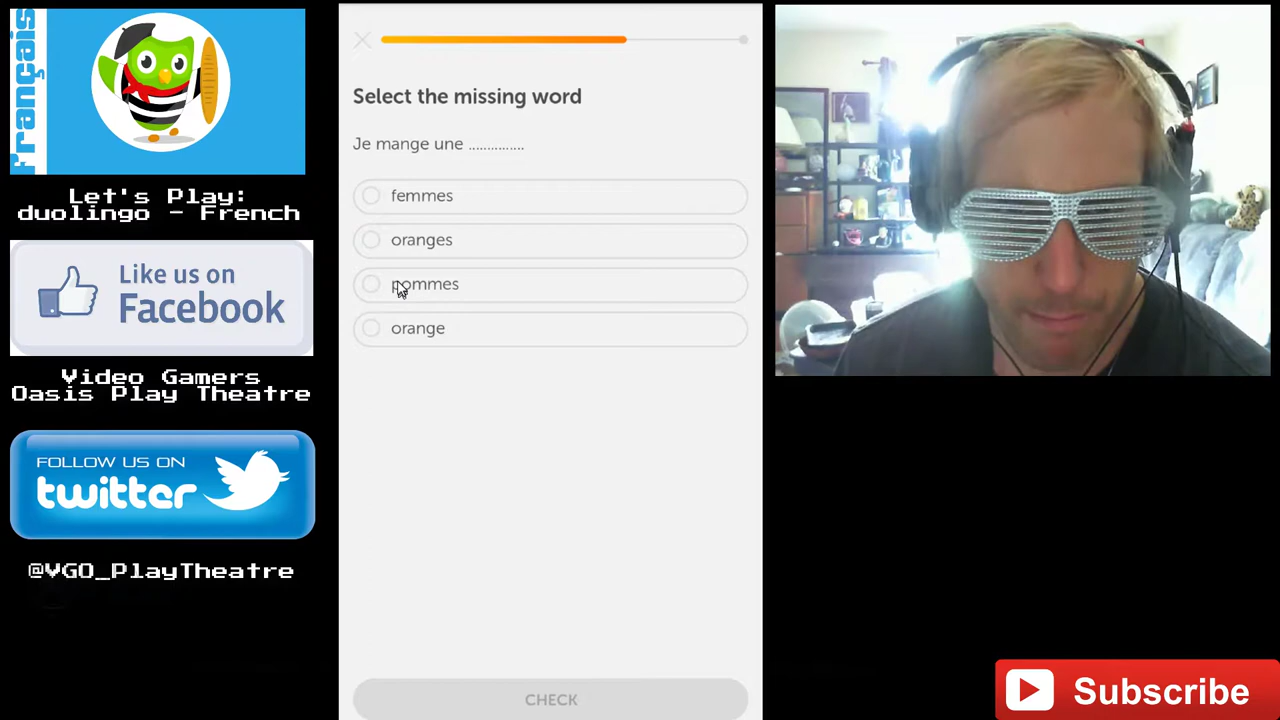 Français
Let's Play:
duolingo - French
Like us on
Facebook
Video Gamers
Oasis Play Theatre
FOLLOW US ON
twitter
@VGO_PlayTheatre
Select the missing word
Je mange une ...............
femmes
oranges
pommes
orange
CHECK
Subscribe